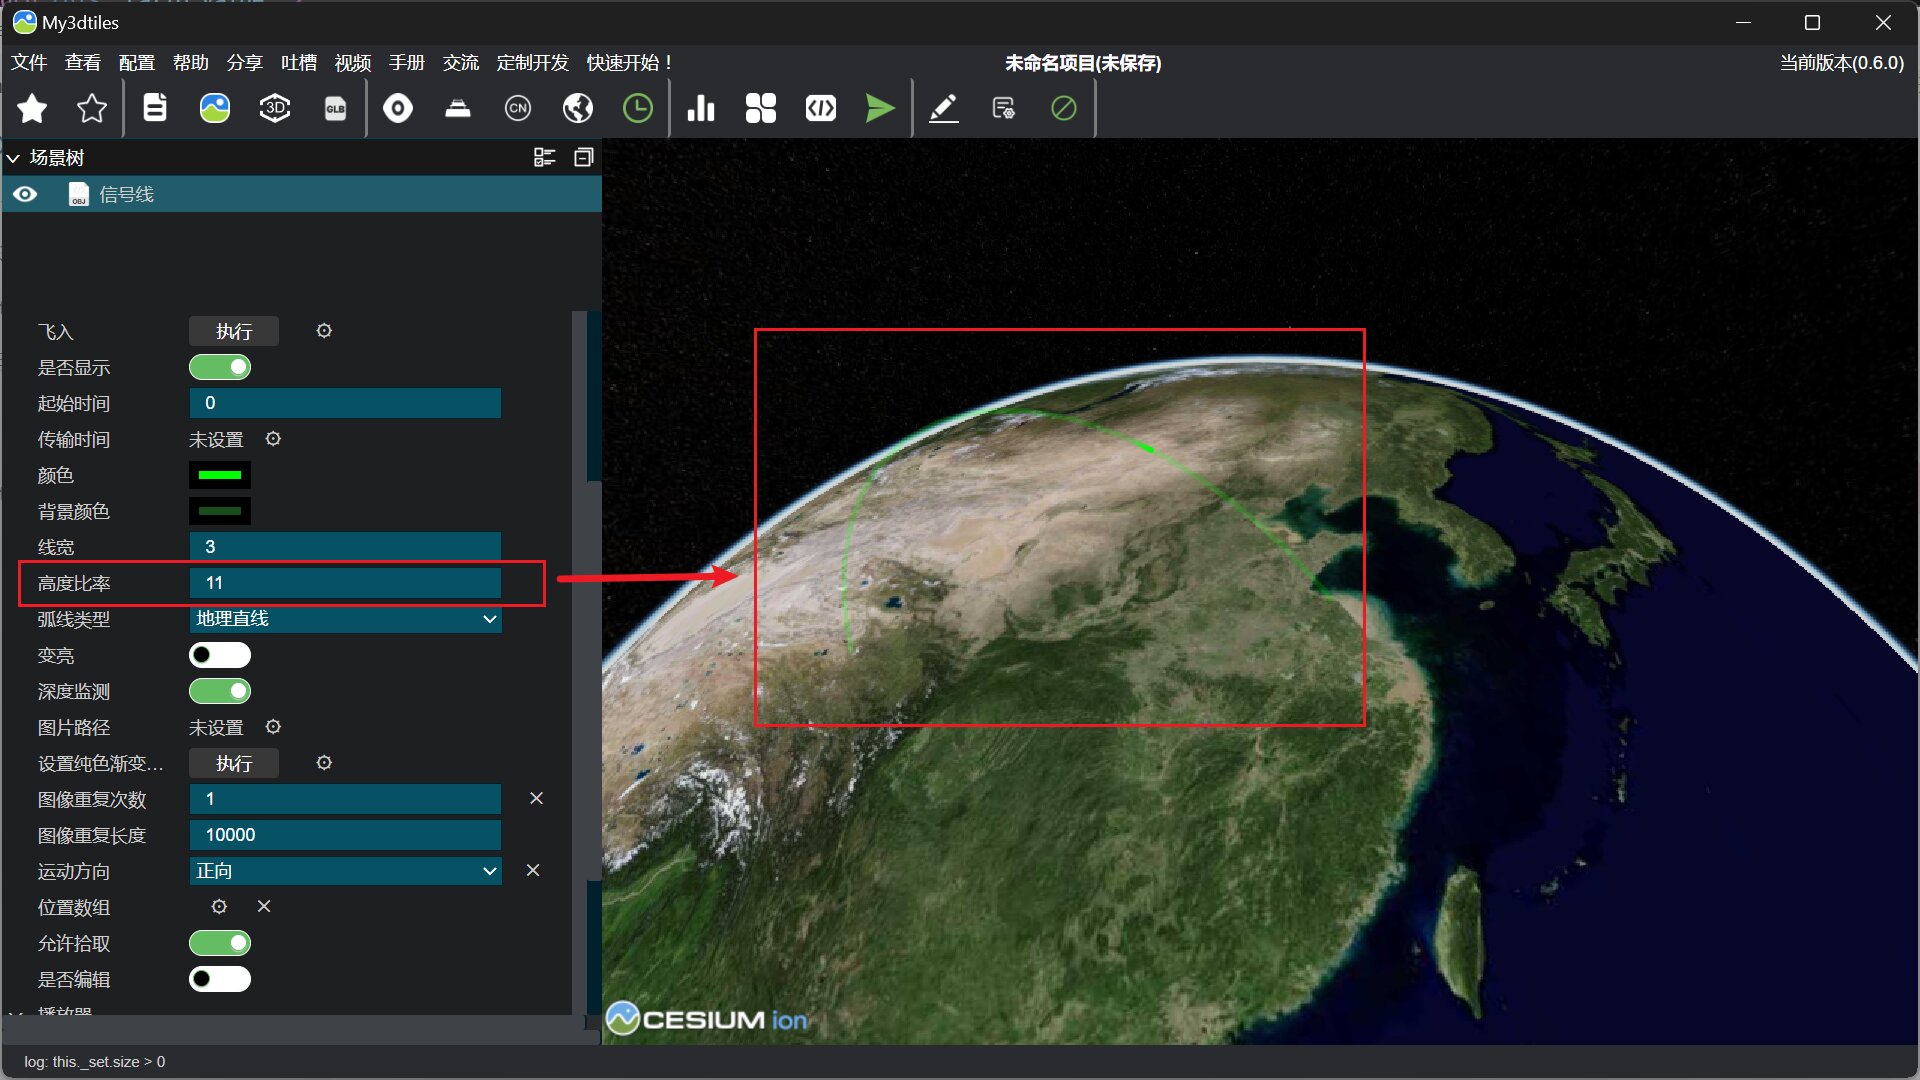 My3dtiles
文件 查看 配置 帮助 分享 吐槽 视频 手册 交流 定制开发 快速开始！ 未命名项目(未保存) 当前版本(0.6.0)
3D GLB CN
场景树
OBJ 信号线
飞入 执行
是否显示
起始时间 0
传输时间 未设置
颜色
背景颜色
线宽 3
高度比率 11
弧线类型 地理直线
变亮
深度监测
图片路径 未设置
设置纯色渐变... 执行
图像重复次数 1
图像重复长度 10000
运动方向 正向
位置数组
允许拾取
是否编辑
播放器
CESIUM ion
log: this._set.size > 0